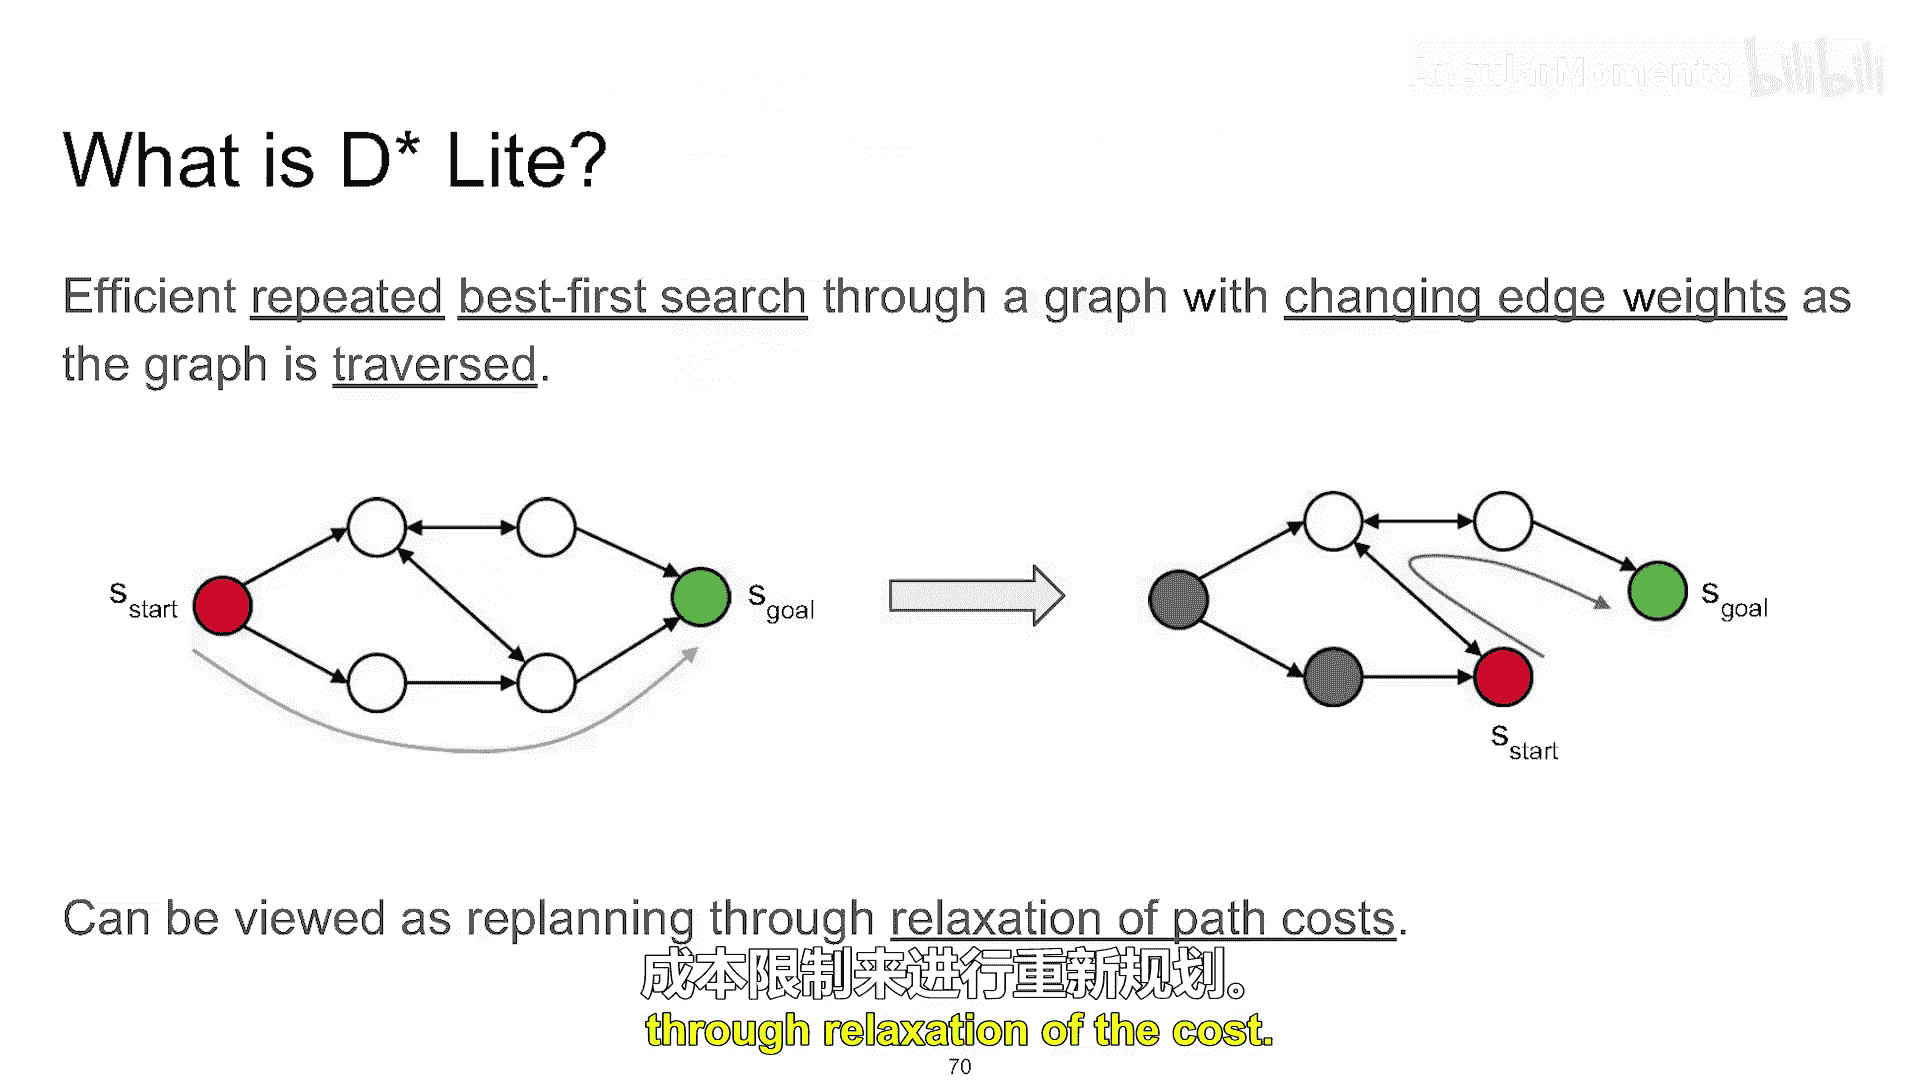 AngularMomenta bilibili
What is D* Lite?
Efficient repeated best-first search through a graph with changing edge weights as
the graph is traversed.
s start
s goal
s goal
s start
Can be viewed as replanning through relaxation of path costs.
成本限制来进行重新规划。
through relaxation of the cost.
70